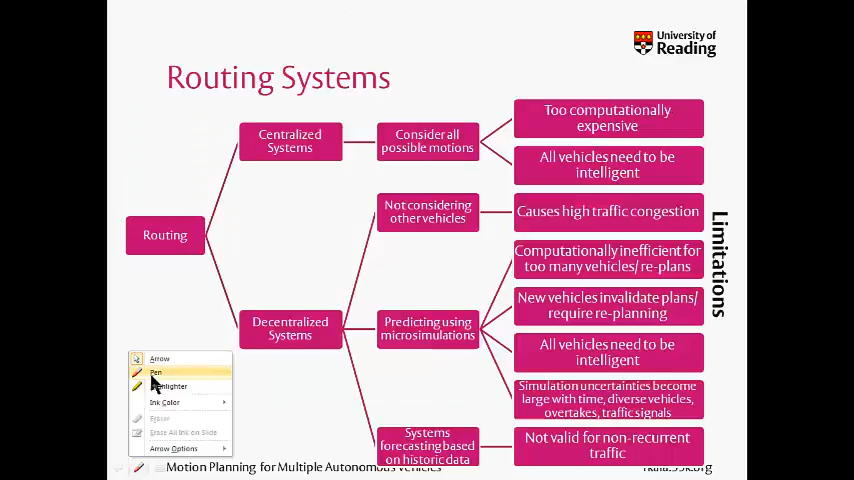 University of
Reading
Routing Systems
Centralized
Systems
Consider all
possible motions
Too computationally
expensive
All vehicles need to be
intelligent
Not considering
other vehicles
Causes high traffic congestion
Routing
Limitations
Computationally inefficient for
too many vehicles/ re-plans
New vehicles invalidate plans/
require re-planning
Decentralized
Systems
Predicting using
microsimulations
All vehicles need to be
intelligent
Simulation uncertainties become
large with time, diverse vehicles,
overtakes, traffic signals
Systems
forecasting based
on historic data
Not valid for non-recurrent
traffic
Arrow
Pen
Ink Color
Eraser
Erase All Ink on Slide
Arrow Options
Motion Planning for Multiple Autonomous Vehicles